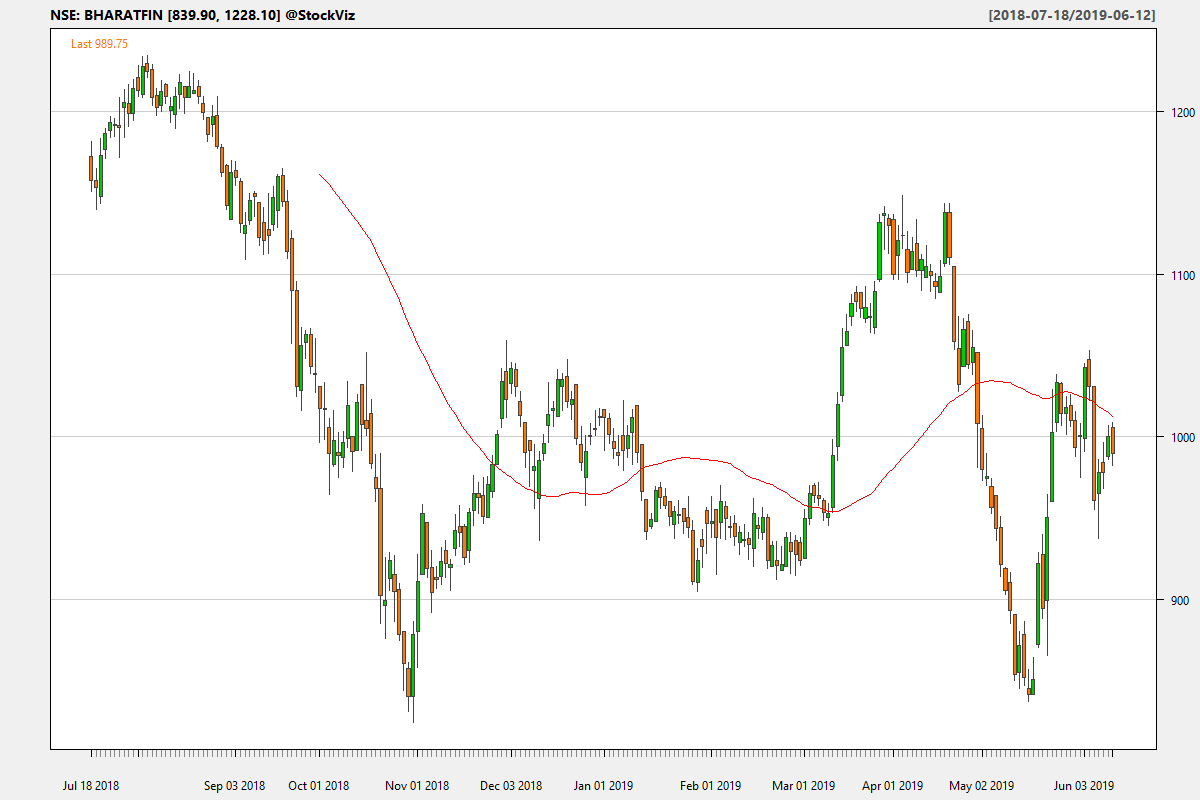 NSE: BHARATFIN [839.90, 1228.10] @StockViz [2018-07-18/2019-06-12]
Last 989.75
1200
1100
1000
900
Jul 18 2018 Sep 03 2018 Oct 01 2018 Nov 01 2018 Dec 03 2018 Jan 01 2019 Feb 01 2019 Mar 01 2019 Apr 01 2019 May 02 2019 Jun 03 2019